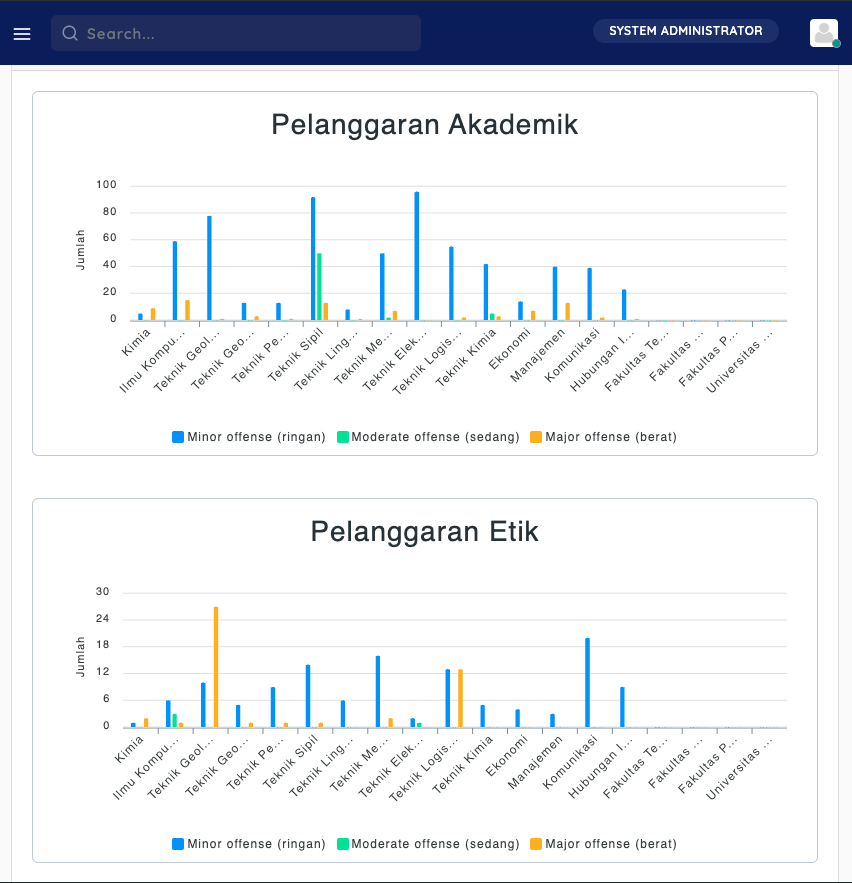 Search...
SYSTEM ADMINISTRATOR
Pelanggaran Akademik
Jumlah
100
80
60
40
20
0
Kimia
Ilmu Kompu...
Teknik Geol...
Teknik Geo...
Teknik Pe...
Teknik Sipil
Teknik Ling...
Teknik Me...
Teknik Elek...
Teknik Logis...
Teknik Kimia
Ekonomi
Manajemen
Komunikasi
Hubungan I...
Fakultas Te...
Fakultas ...
Fakultas P...
Universitas ...
Minor offense (ringan) Moderate offense (sedang) Major offense (berat)
Pelanggaran Etik
Jumlah
30
24
18
12
6
0
Kimia
Ilmu Kompu...
Teknik Geol...
Teknik Geo...
Teknik Pe...
Teknik Sipil
Teknik Ling...
Teknik Me...
Teknik Elek...
Teknik Logis...
Teknik Kimia
Ekonomi
Manajemen
Komunikasi
Hubungan I...
Fakultas Te...
Fakultas ...
Fakultas P...
Universitas ...
Minor offense (ringan) Moderate offense (sedang) Major offense (berat)